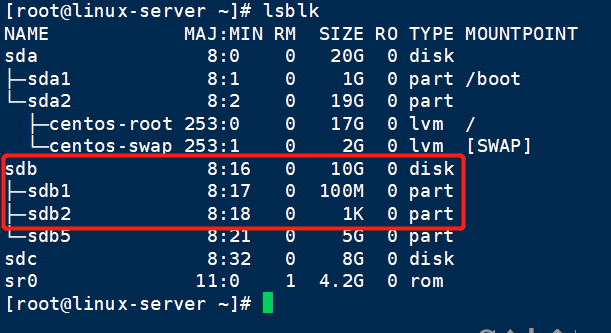 [root@linux-server ~]# lsblk
NAME MAJ:MIN RM SIZE RO TYPE MOUNTPOINT
sda 8:0 0 20G 0 disk
├─sda1 8:1 0 1G 0 part /boot
└─sda2 8:2 0 19G 0 part
├─centos-root 253:0 0 17G 0 lvm /
└─centos-swap 253:1 0 2G 0 lvm [SWAP]
sdb 8:16 0 10G 0 disk
├─sdb1 8:17 0 100M 0 part
├─sdb2 8:18 0 1K 0 part
└─sdb5 8:21 0 5G 0 part
sdc 8:32 0 8G 0 disk
sr0 11:0 1 4.2G 0 rom
[root@linux-server ~]#